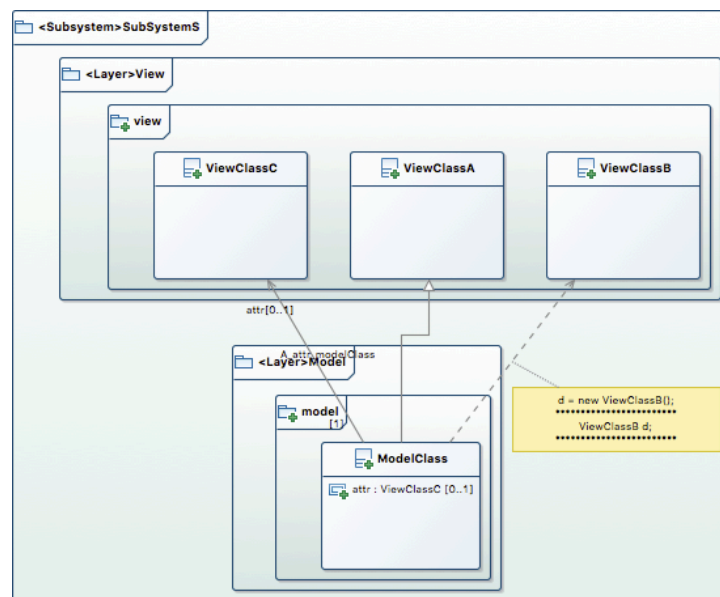 <Subsystem>SubSystemS
<Layer>View
view
ViewClassC
ViewClassA
ViewClassB
attr[0..1]
A_attr_modelClass
<Layer>Model
model
[1]
d = new ViewClassB();
ViewClassB d;
ModelClass
attr : ViewClassC [0..1]